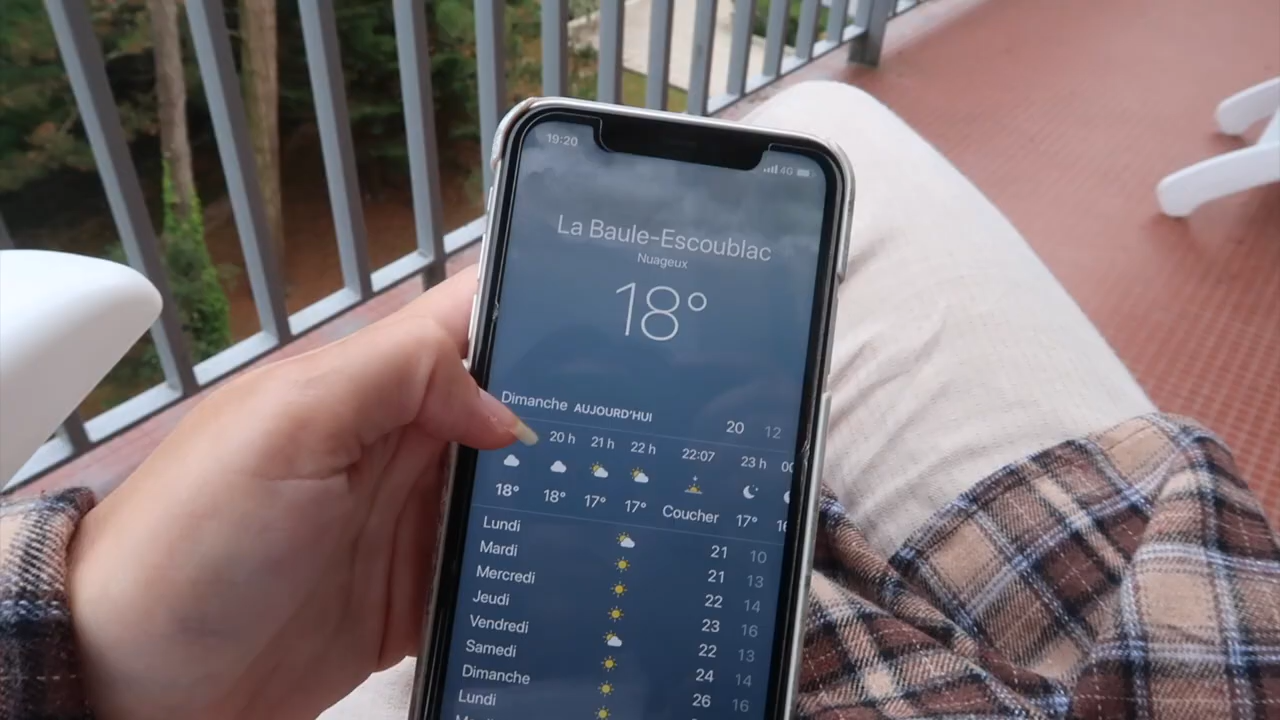 19:20 4G
La Baule-Escoublac
Nuageux
18°
Dimanche AUJOURD'HUI 20 12
20 h 21 h 22 h 22:07 23 h
18° 18° 17° 17° Coucher 17°
Lundi 21 10
Mardi 21 13
Mercredi 22 14
Jeudi 23 16
Vendredi 22 13
Samedi 24 14
Dimanche 26 16
Lundi